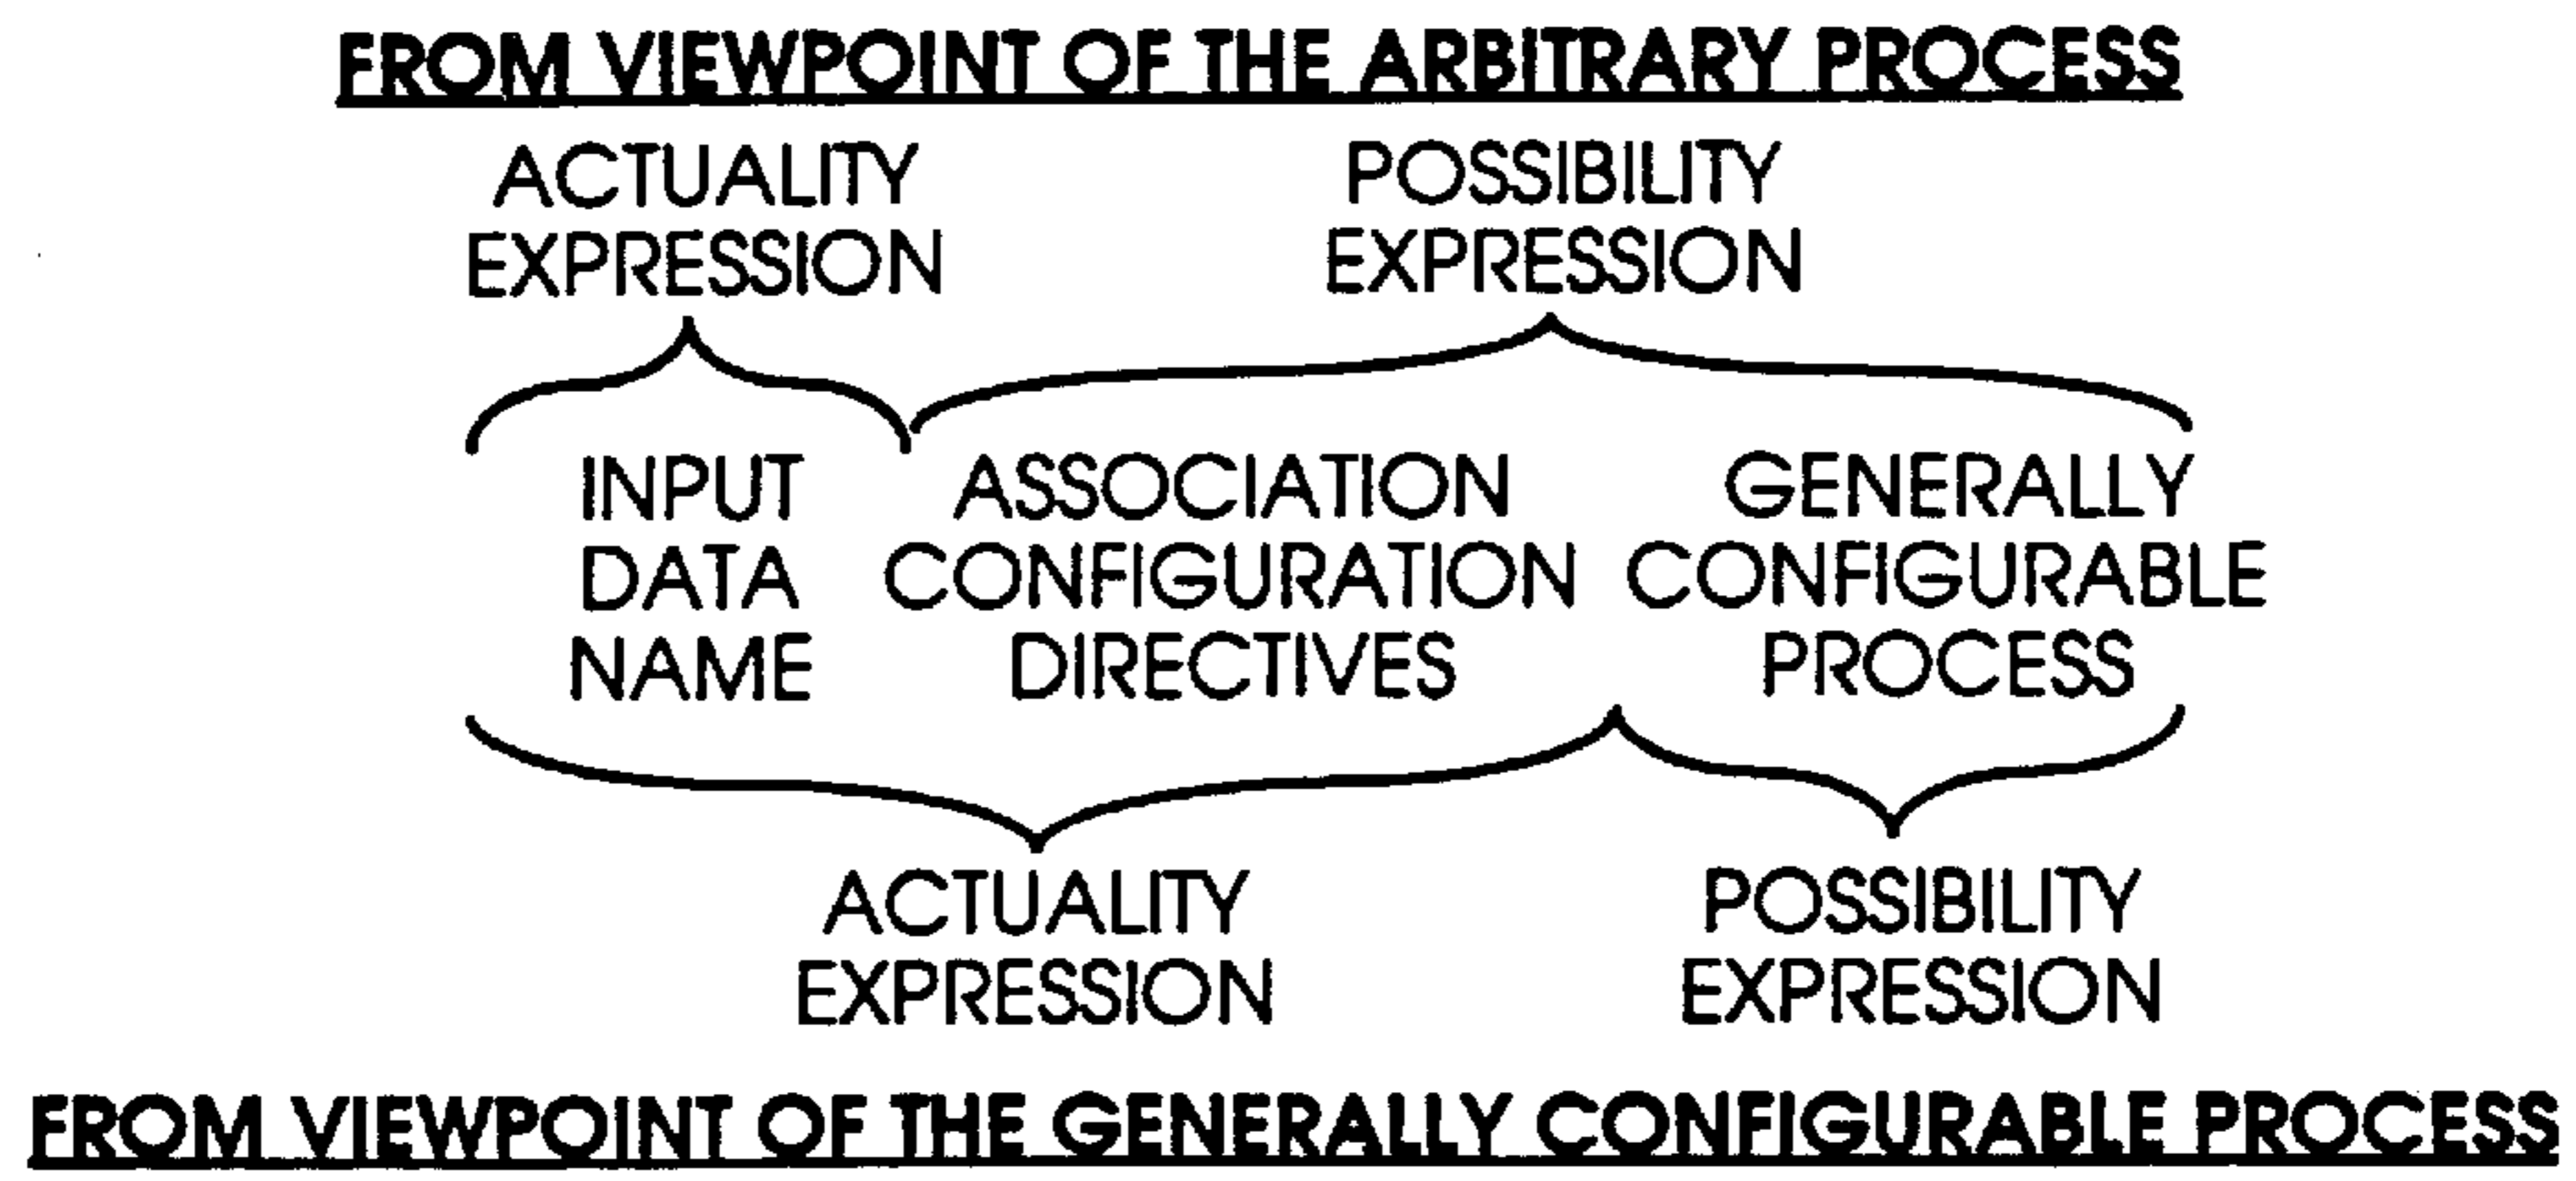 FROM VIEWPOINT OF THE ARBITRARY PROCESS
ACTUALITY POSSIBILITY
EXPRESSION EXPRESSION
INPUT ASSOCIATION GENERALLY
DATA CONFIGURATION CONFIGURABLE
NAME DIRECTIVES PROCESS
ACTUALITY POSSIBILITY
EXPRESSION EXPRESSION
FROM VIEWPOINT OF THE GENERALLY CONFIGURABLE PROCESS